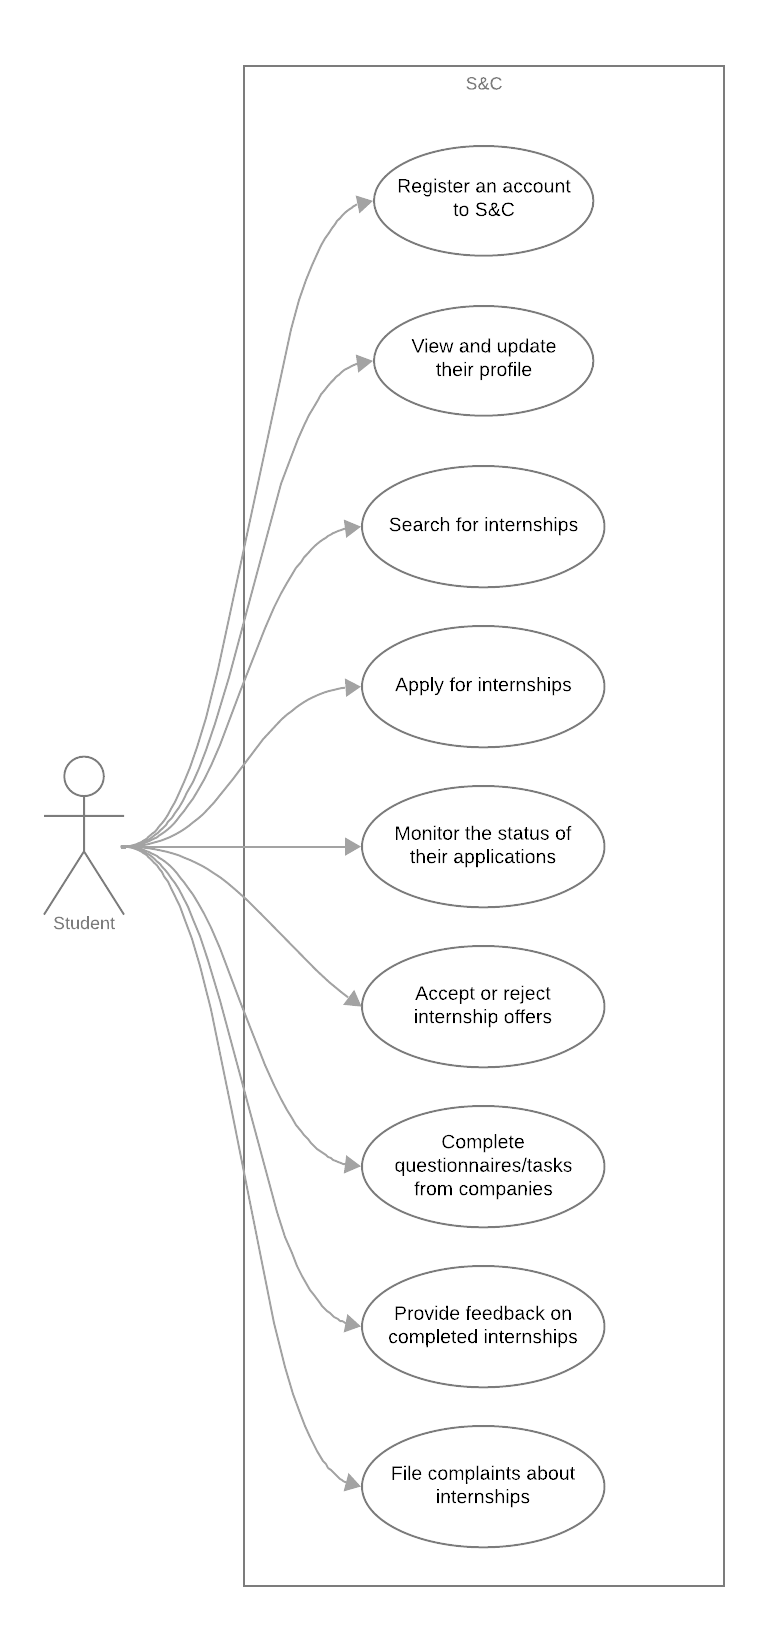 S&C
Register an account
to S&C
View and update
their profile
Search for internships
Apply for internships
Monitor the status of
their applications
Student
Accept or reject
internship offers
Complete
questionnaires/tasks
from companies
Provide feedback on
completed internships
File complaints about
internships